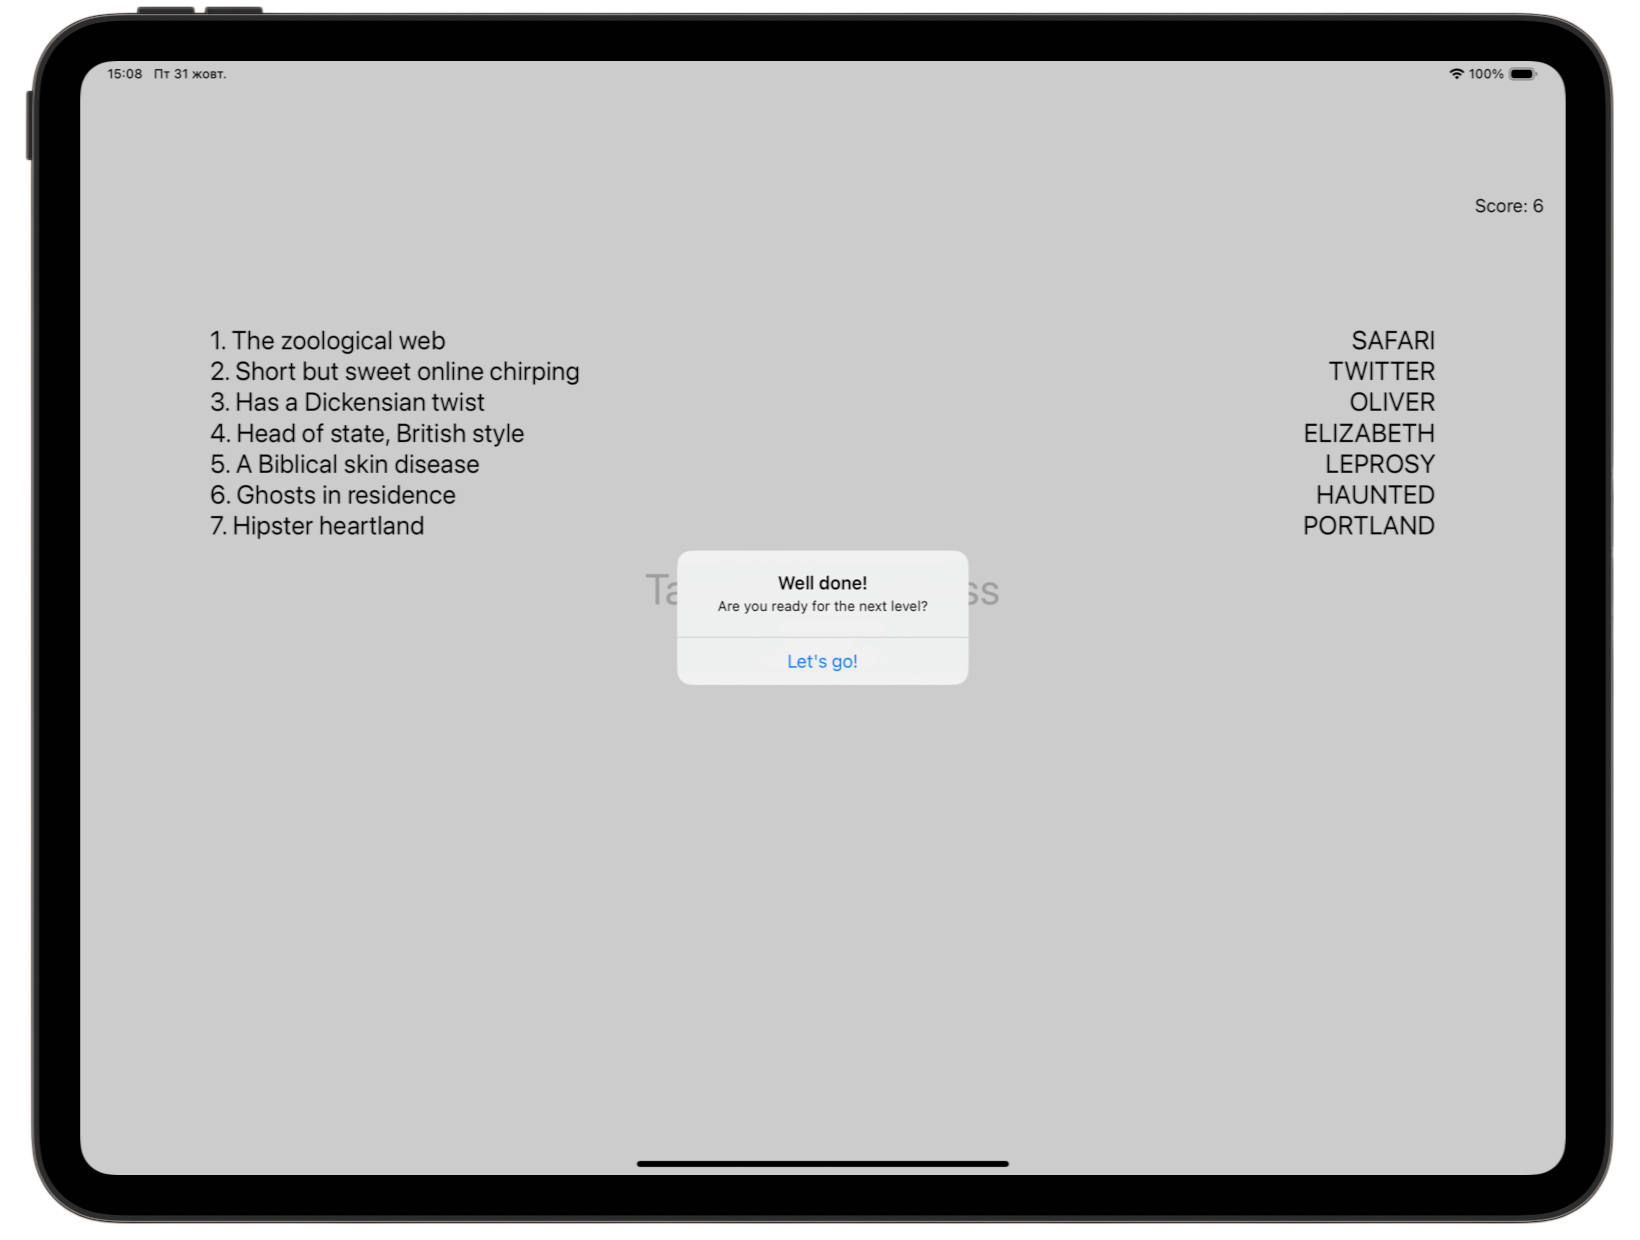 15:08 Пт 31 жовт.
100%
Score: 6
1. The zoological web
SAFARI
2. Short but sweet online chirping
TWITTER
3. Has a Dickensian twist
OLIVER
4. Head of state, British style
ELIZABETH
5. A Biblical skin disease
LEPROSY
6. Ghosts in residence
HAUNTED
7. Hipster heartland
PORTLAND
Well done!
Are you ready for the next level?
Let's go!